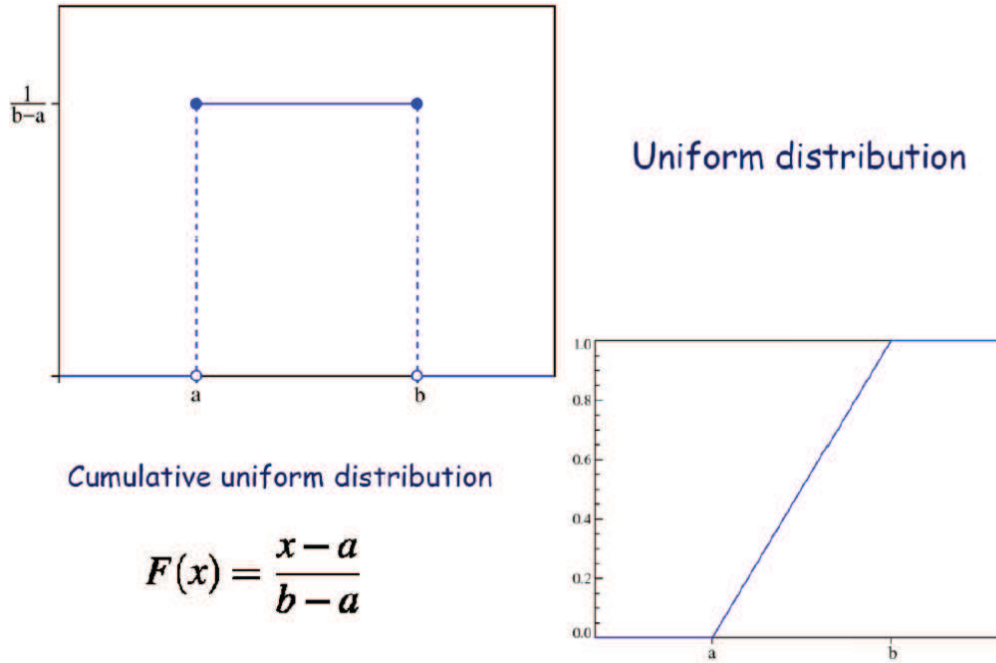 1
b–a
a
b
Uniform distribution
Cumulative uniform distribution
F(x) = x − a
b − a
1.0
0.8
0.6
0.4
0.2
0.0
a
b